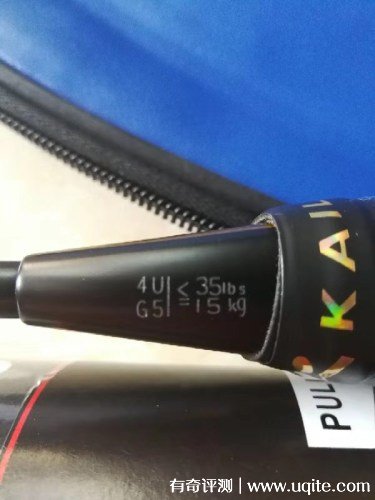 4U ≤ 35lbs
G5 = 15kg
KAI
K
PUL
有奇评测 | www.uqite.com